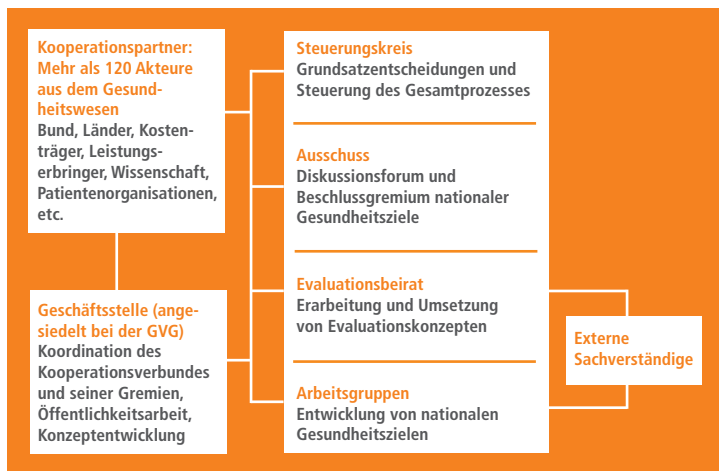 Kooperationspartner:
Mehr als 120 Akteure
aus dem Gesund-
heitswesen
Bund, Länder, Kosten-
träger, Leistungs-
erbringer, Wissenschaft,
Patientenorganisationen,
etc.
Geschäftsstelle (ange-
siedelt bei der GVG)
Koordination des
Kooperationsverbundes
und seiner Gremien,
Öffentlichkeitsarbeit,
Konzeptentwicklung
Steuerungskreis
Grundsatzentscheidungen und
Steuerung des Gesamtprozesses
Ausschuss
Diskussionsforum und
Beschlussgremium nationaler
Gesundheitsziele
Evaluationsbeirat
Erarbeitung und Umsetzung
von Evaluationskonzepten
Arbeitsgruppen
Entwicklung von nationalen
Gesundheitszielen
Externe
Sachverständige